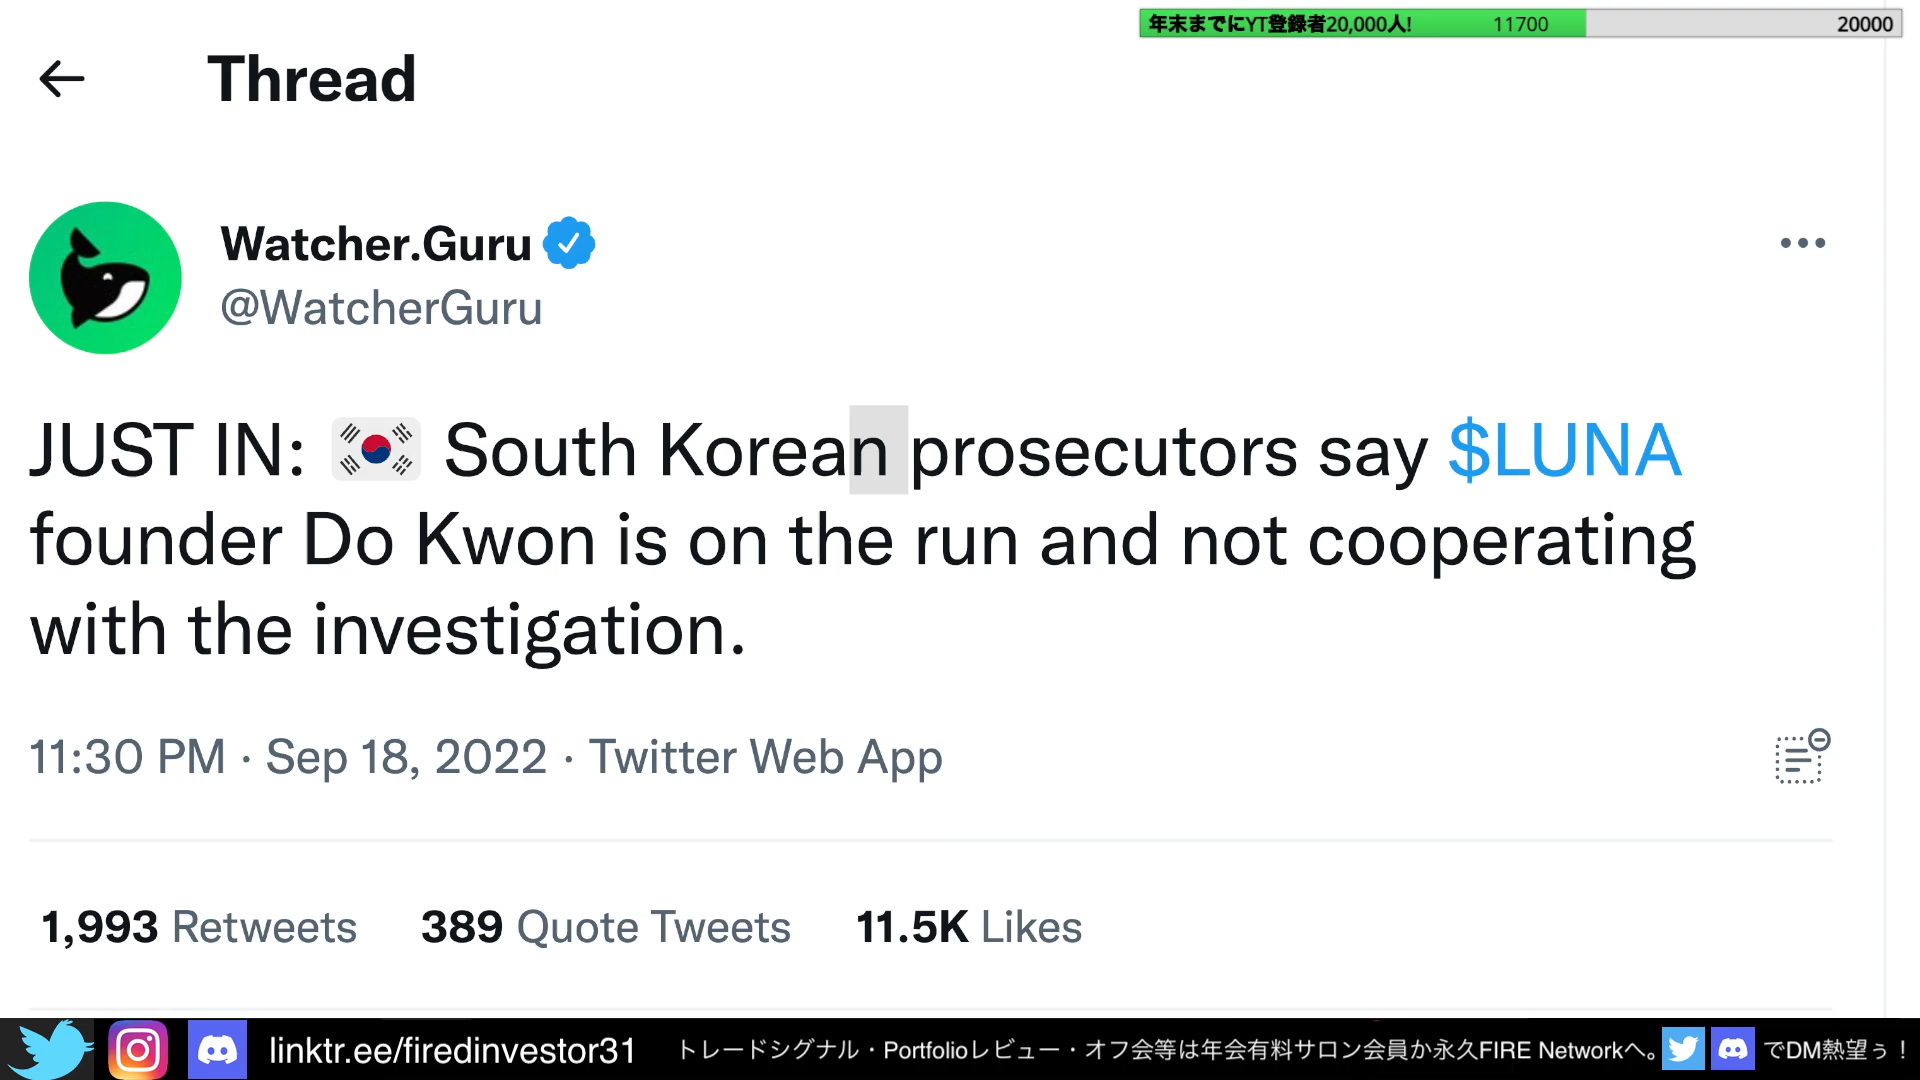 年末までにYT登録者20,000人! 11700 20000
Thread
Watcher.Guru
@WatcherGuru
JUST IN: 🇰🇷 South Korean prosecutors say $LUNA
founder Do Kwon is on the run and not cooperating
with the investigation.
11:30 PM · Sep 18, 2022 · Twitter Web App
1,993 Retweets 389 Quote Tweets 11.5K Likes
linktr.ee/firedinvestor31 トレードシグナル・Portfolioレビュー・オフ会等は年会有料サロン会員か永久FIRE Networkへ。 でDM熱望ぅ!